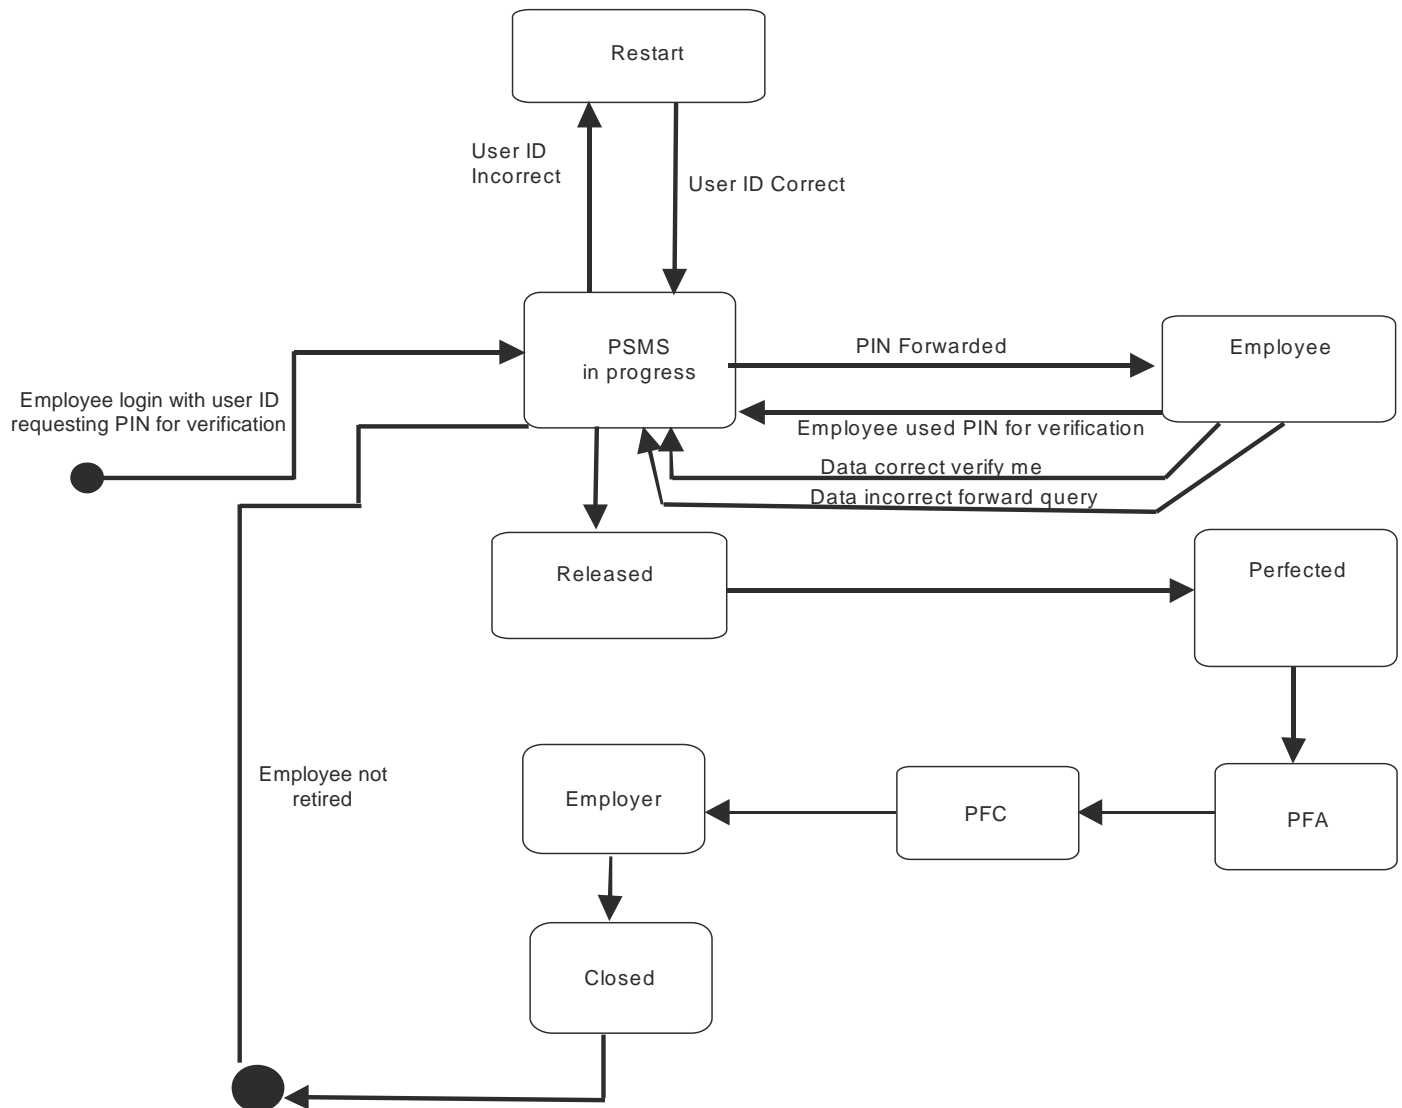 Restart
User ID
Incorrect
User ID Correct
PSMS
in progress
PIN Forwarded
Employee
Employee login with user ID
requesting PIN for verification
Employee used PIN for verification
Data correct verify me
Data incorrect forward query
Released
Perfected
Employee not
retired
Employer
PFC
PFA
Closed